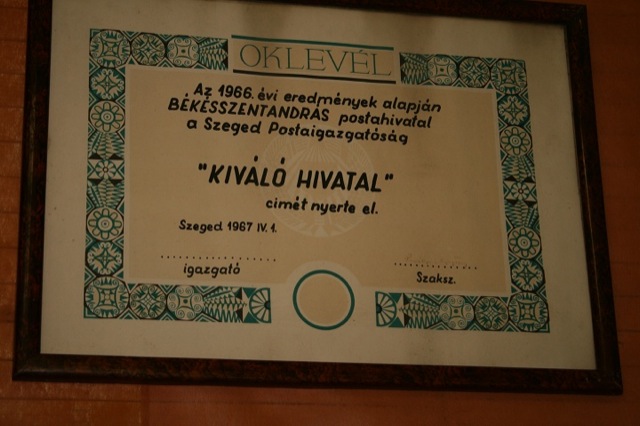 OKLEVÉL
Az 1966. évi eredmények alapján
BÉKÉSSZENTANDRÁS postahivatal
a Szeged Postaigazgatóság
"KIVÁLÓ HIVATAL"
cimét nyerte el.
Szeged 1967 IV. 1.
igazgató
Szaksz.